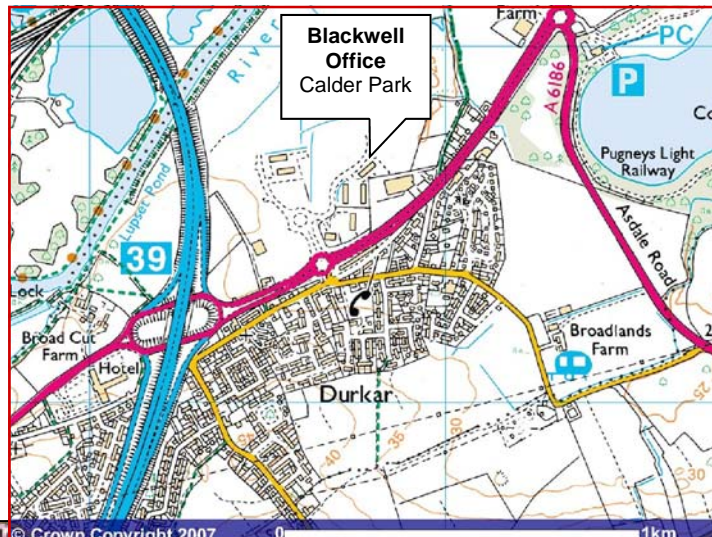 Blackwell
Office
Calder Park
Farm
PC
P
A6186
River
Pugneys Light
Railway
Asdale Road
Lupset Pond
39
Lock
Broad Cut
Farm
Hotel
Broadlands
Farm
Durkar
45
40
35
30
25
30
© Crown Copyright 2007
0
1km